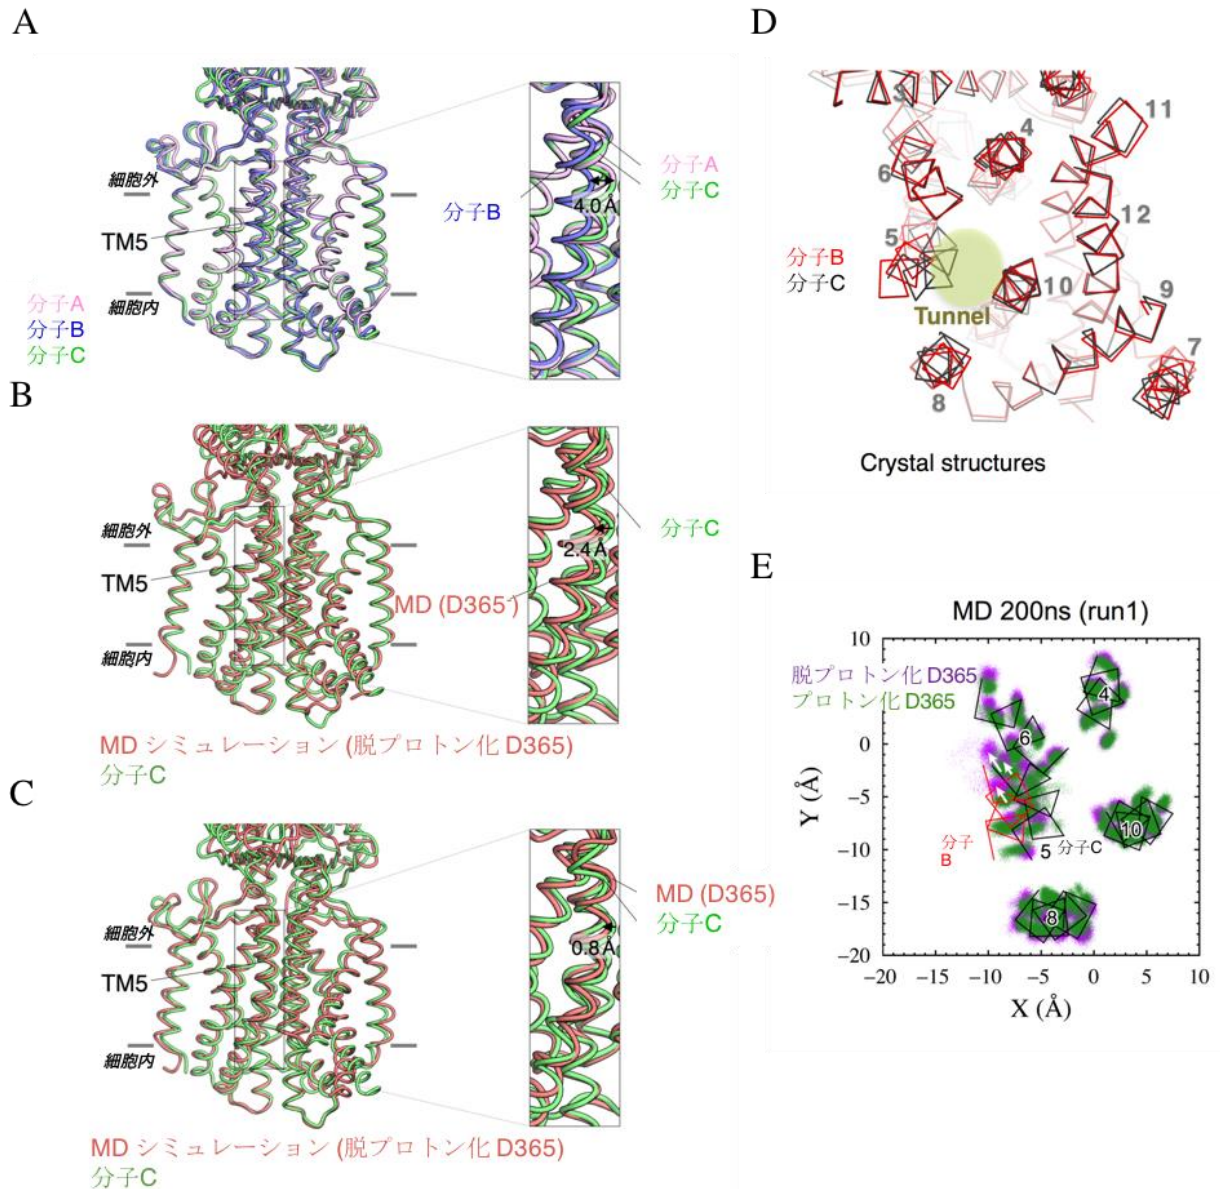 A
細胞外
TM5
細胞内
分子A
分子B
分子C
分子B
4.0 Å
分子A
分子C
B
細胞外
TM5
細胞内
MD (D365-)
2.4 Å
分子C
MD シミュレーション (脱プロトン化 D365)
分子C
C
細胞外
TM5
細胞内
0.8 Å
MD (D365)
分子C
MD シミュレーション (脱プロトン化 D365)
分子C
D
3
4
11
6
5
12
分子B
分子C
10
9
Tunnel
7
8
Crystal structures
E
MD 200ns (run1)
脱プロトン化 D365
プロトン化 D365
4
6
10
分子
B
5
分子C
8
10
0
−5
−10
−15
−20
Y (Å)
5
−20
−15
−10
−5
0
5
10
X (Å)